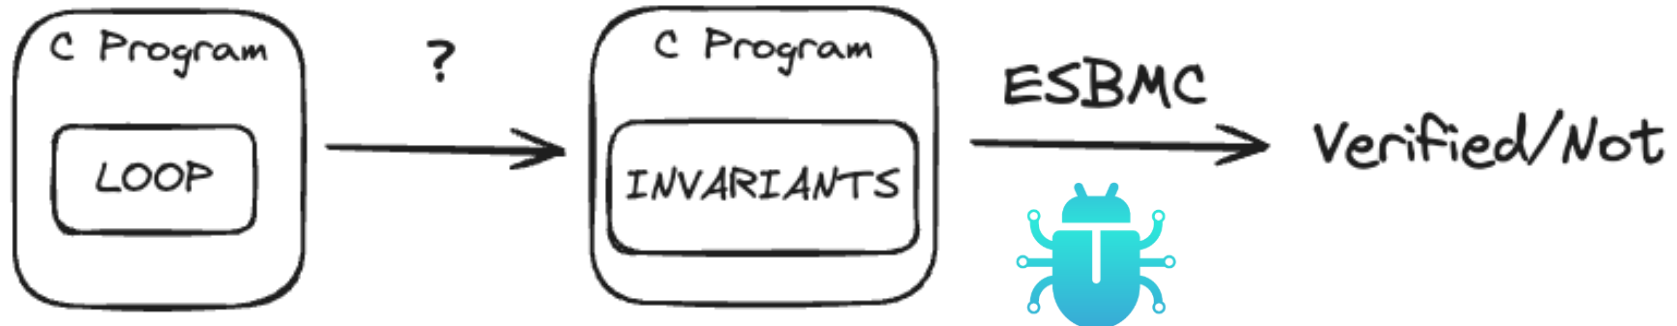 C Program
LOOP
?
C Program
INVARIANTS
ESBMC
Verified/Not